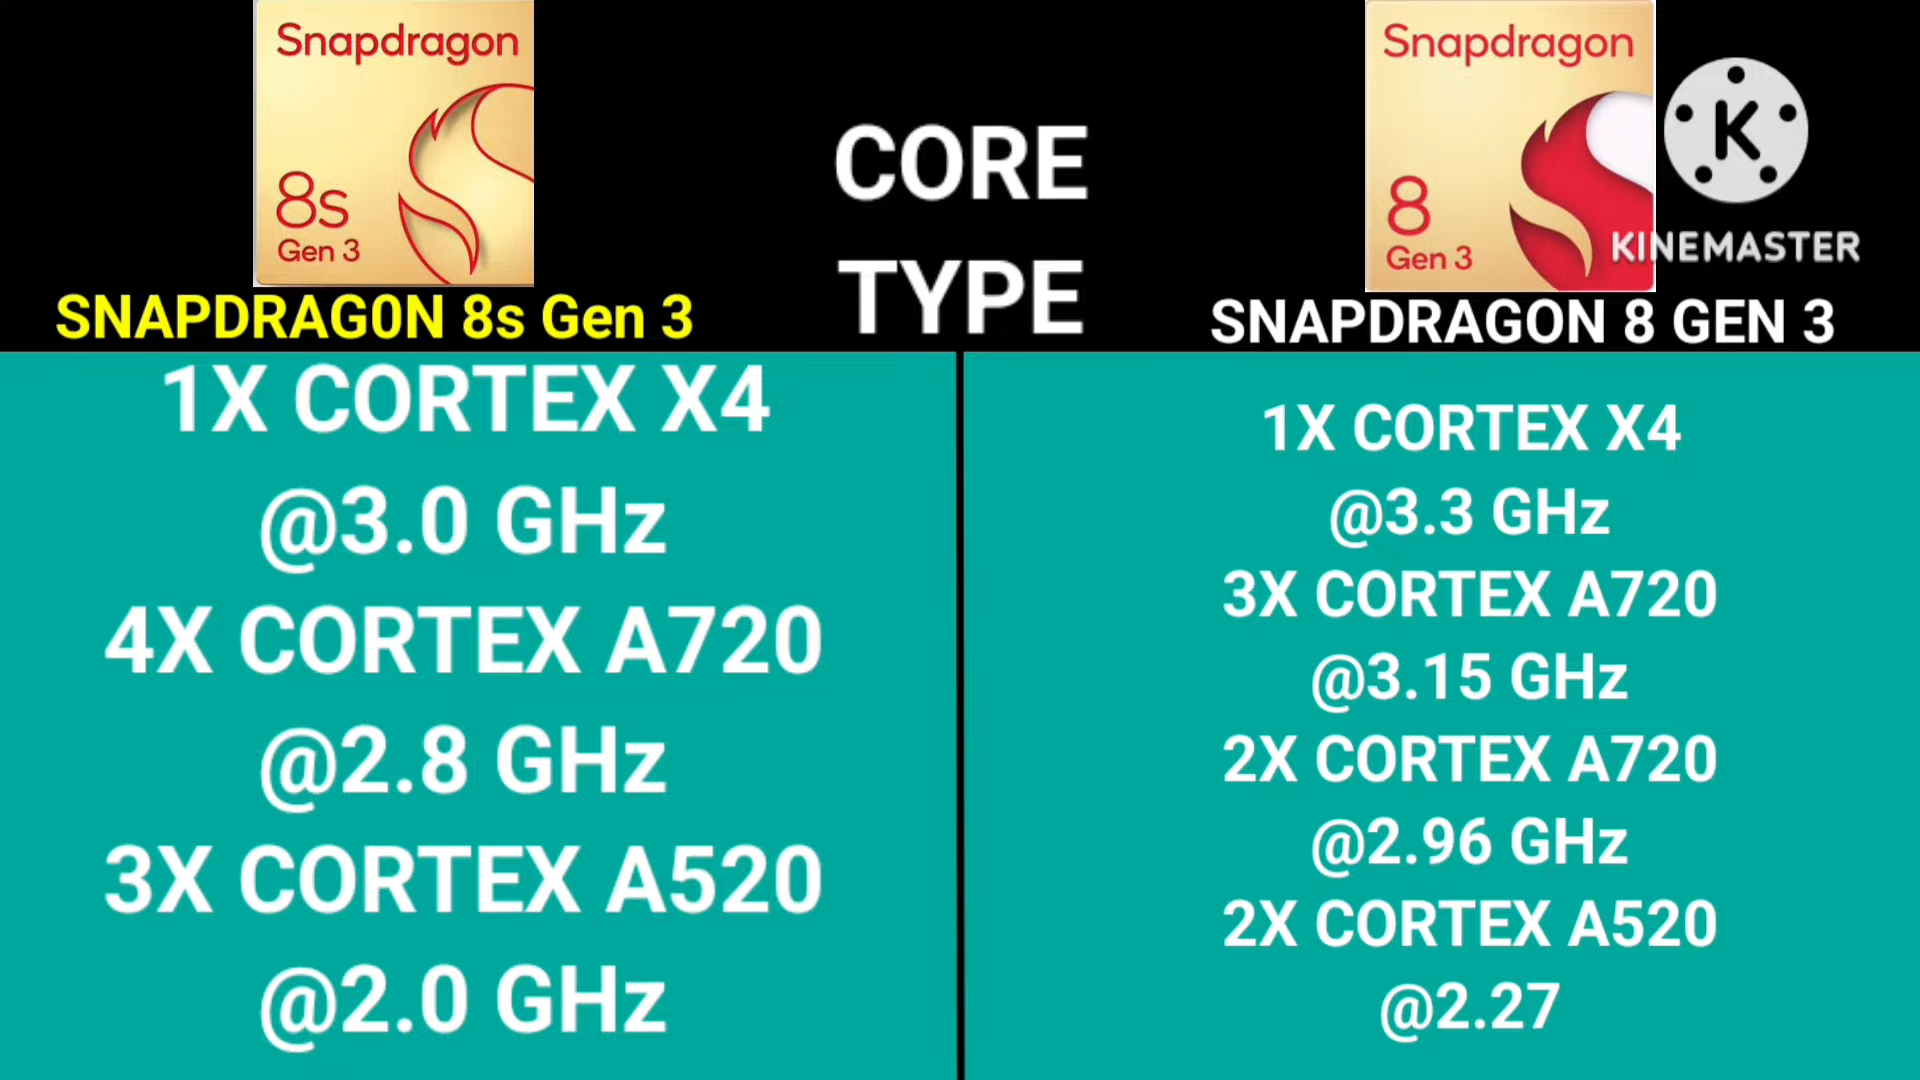 Snapdragon
8s
Gen 3
SNAPDRAG0N 8s Gen 3
CORE
TYPE
Snapdragon
8
Gen 3
K
KINEMASTER
SNAPDRAGON 8 GEN 3
1X CORTEX X4
@3.0 GHz
4X CORTEX A720
@2.8 GHz
3X CORTEX A520
@2.0 GHz
1X CORTEX X4
@3.3 GHz
3X CORTEX A720
@3.15 GHz
2X CORTEX A720
@2.96 GHz
2X CORTEX A520
@2.27